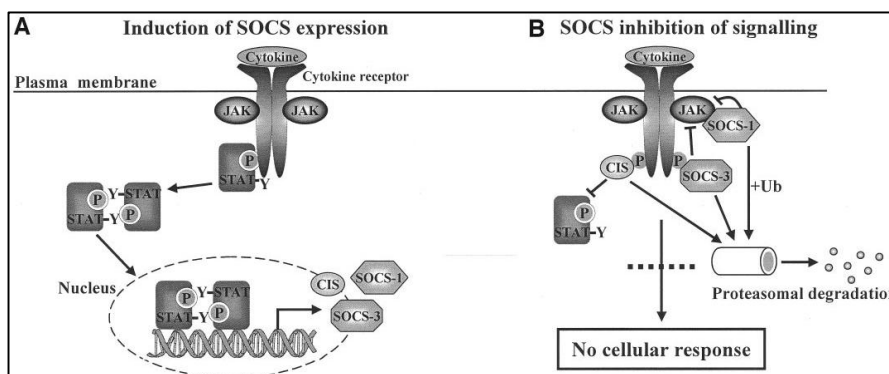 A Induction of SOCS expression
Cytokine
Cytokine receptor
Plasma membrane
JAK JAK
P
STAT-Y
P Y-STAT
STAT-Y P
Nucleus
P Y-STAT
STAT-Y P
CIS SOCS-1
SOCS-3
B SOCS inhibition of signalling
Cytokine
JAK JAK
SOCS-1
CIS P P
SOCS-3
+Ub
P
STAT-Y
Proteasomal degradation
No cellular response